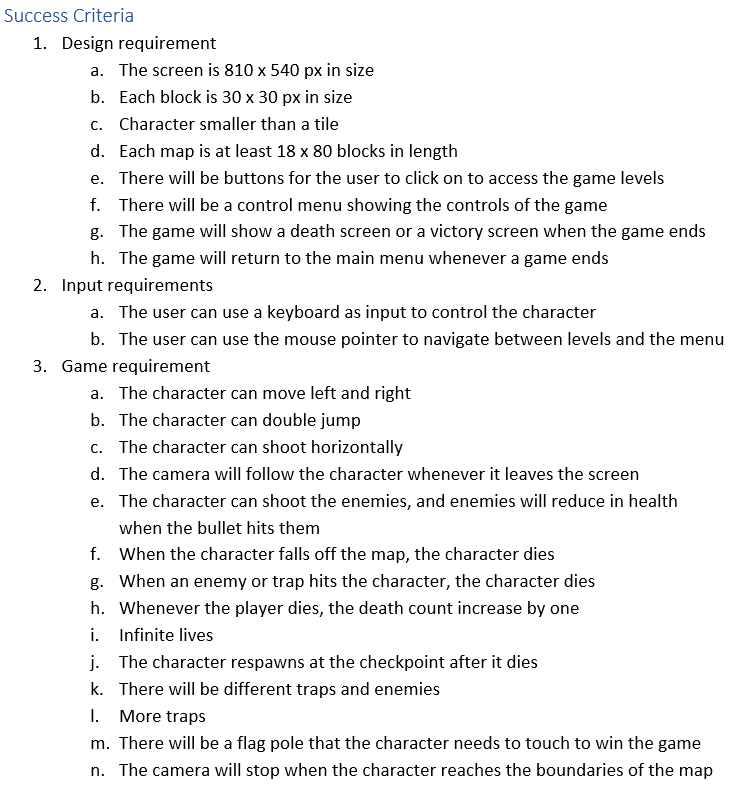 Success Criteria
1. Design requirement
a. The screen is 810 x 540 px in size
b. Each block is 30 x 30 px in size
c. Character smaller than a tile
d. Each map is at least 18 x 80 blocks in length
e. There will be buttons for the user to click on to access the game levels
f. There will be a control menu showing the controls of the game
g. The game will show a death screen or a victory screen when the game ends
h. The game will return to the main menu whenever a game ends
2. Input requirements
a. The user can use a keyboard as input to control the character
b. The user can use the mouse pointer to navigate between levels and the menu
3. Game requirement
a. The character can move left and right
b. The character can double jump
c. The character can shoot horizontally
d. The camera will follow the character whenever it leaves the screen
e. The character can shoot the enemies, and enemies will reduce in health
when the bullet hits them
f. When the character falls off the map, the character dies
g. When an enemy or trap hits the character, the character dies
h. Whenever the player dies, the death count increase by one
i. Infinite lives
j. The character respawns at the checkpoint after it dies
k. There will be different traps and enemies
l. More traps
m. There will be a flag pole that the character needs to touch to win the game
n. The camera will stop when the character reaches the boundaries of the map